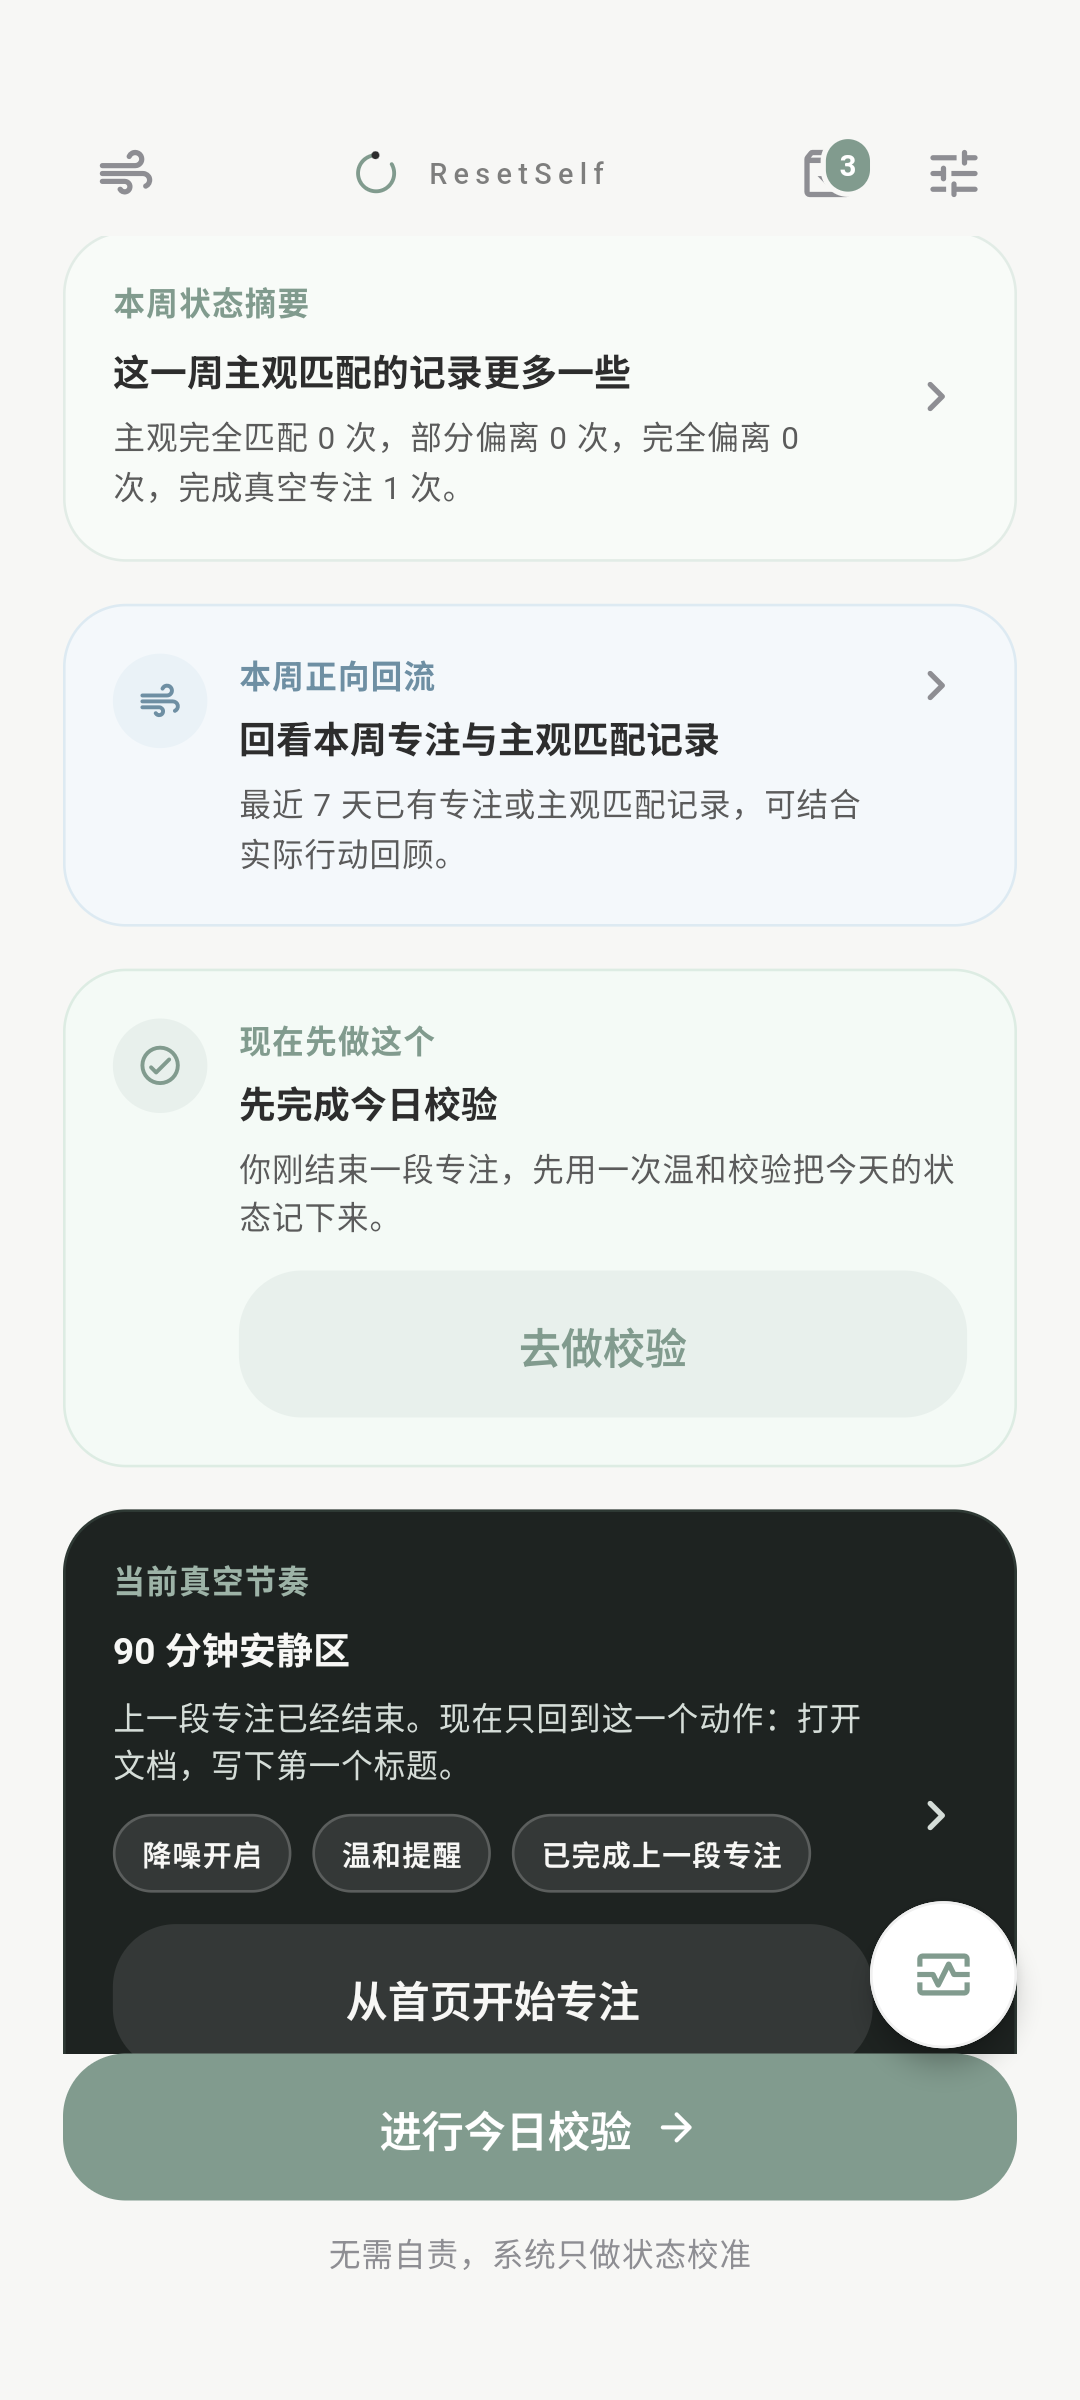 ResetSelf
3
本周状态摘要
这一周主观匹配的记录更多一些
主观完全匹配 0 次，部分偏离 0 次，完全偏离 0
次，完成真空专注 1 次。
本周正向回流
回看本周专注与主观匹配记录
最近 7 天已有专注或主观匹配记录，可结合
实际行动回顾。
现在先做这个
先完成今日校验
你刚结束一段专注，先用一次温和校验把今天的状
态记下来。
去做校验
当前真空节奏
90 分钟安静区
上一段专注已经结束。现在只回到这一个动作：打开
文档，写下第一个标题。
降噪开启
温和提醒
已完成上一段专注
从首页开始专注
进行今日校验
无需自责，系统只做状态校准